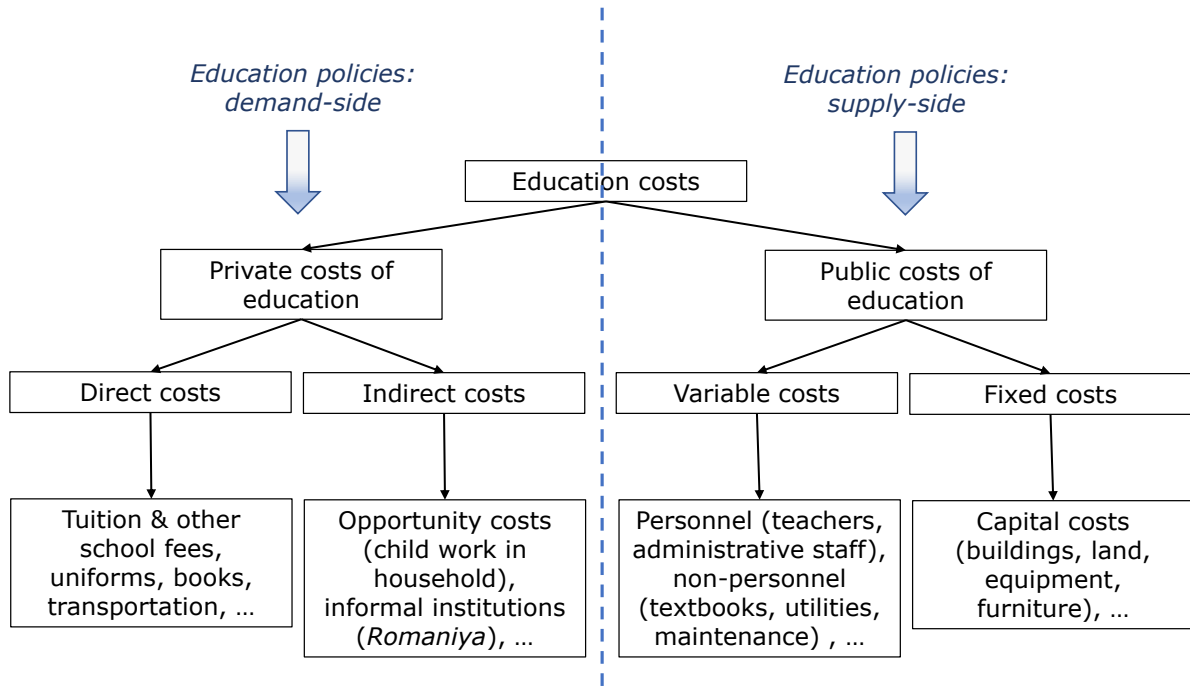 Education policies:
demand-side
Education policies:
supply-side
Education costs
Private costs of
education
Public costs of
education
Direct costs
Indirect costs
Variable costs
Fixed costs
Tuition & other
school fees,
uniforms, books,
transportation, …
Opportunity costs
(child work in
household),
informal institutions
(Romaniya), …
Personnel (teachers,
administrative staff),
non-personnel
(textbooks, utilities,
maintenance) , …
Capital costs
(buildings, land,
equipment,
furniture), …